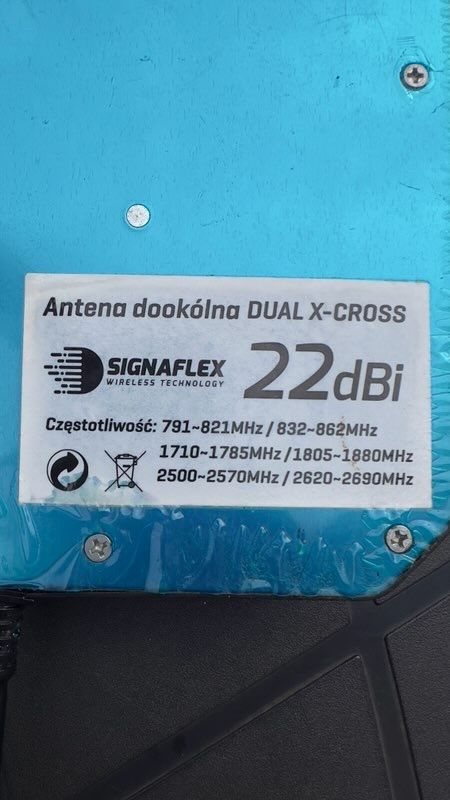 Antena dookólna DUAL X-CROSS
SIGNAFLEX
WIRELESS TECHNOLOGY
22dBi
Częstotliwość: 791~821MHz / 832~862MHz
1710~1785MHz / 1805~1880MHz
2500~2570MHz / 2620~2690MHz